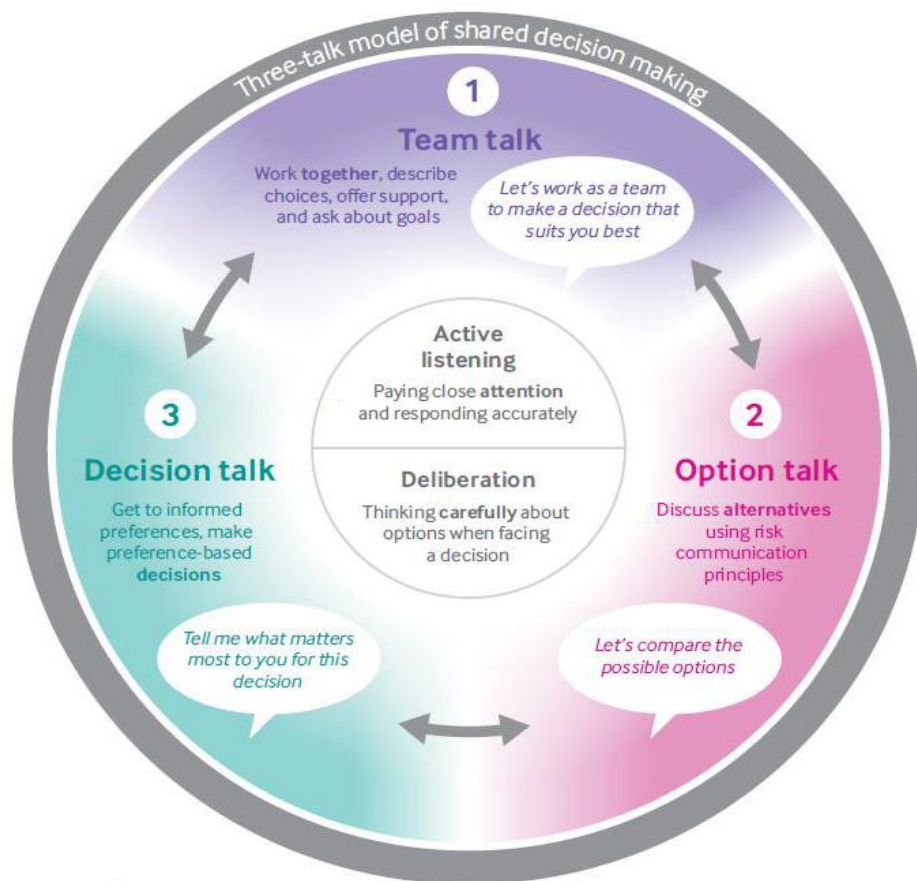 Three-talk model of shared decision making
1
Team talk
Work together, describe
choices, offer support,
and ask about goals
Let's work as a team
to make a decision that
suits you best
Active
listening
Paying close attention
and responding accurately
Deliberation
Thinking carefully about
options when facing
a decision
2
Option talk
Discuss alternatives
using risk
communication
principles
Let's compare the
possible options
3
Decision talk
Get to informed
preferences, make
preference-based
decisions
Tell me what matters
most to you for this
decision